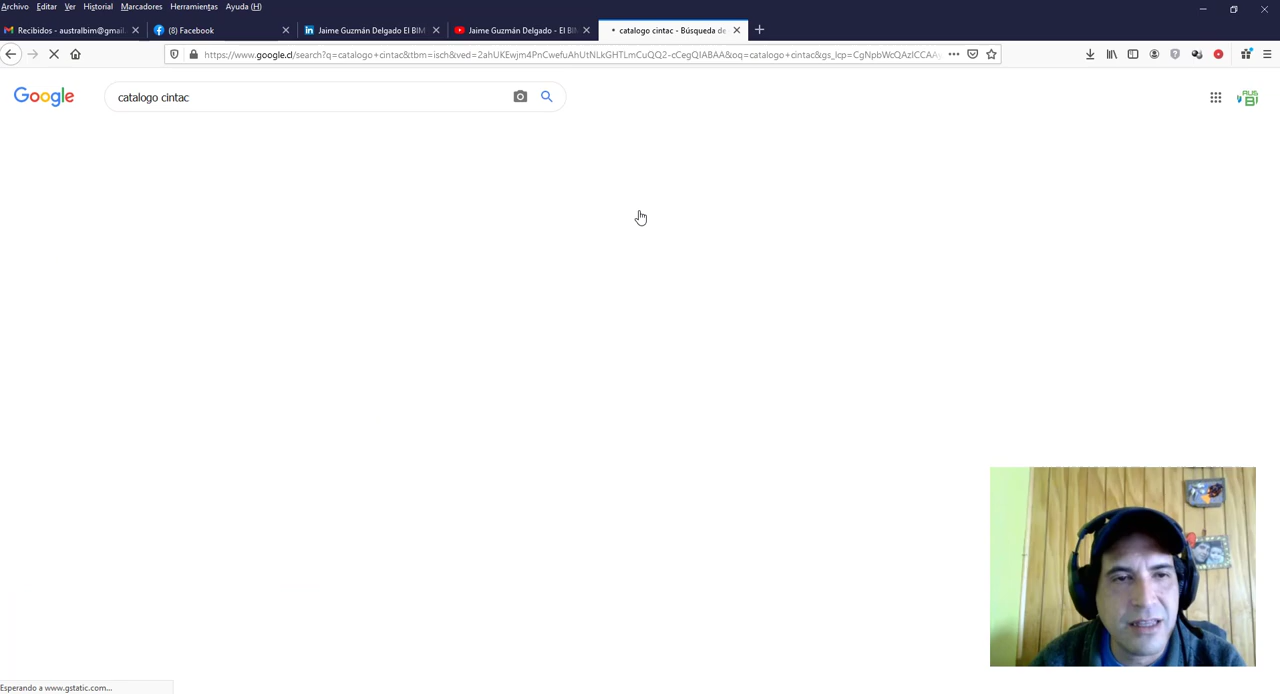 Archivo Editar Ver Historial Marcadores Herramientas Ayuda (H)
Recibidos - australbim@gmail. (8) Facebook Jaime Guzmán Delgado El BIM Jaime Guzmán Delgado - El BI catalogo cintac - Búsqueda de
https://www.google.cl/search?q=catalogo+cintac&tbm=isch&ved=2ahUKEwjm4PnCwefuAhUtNLkGHTLmCuQQ2-cCegQIABAA&oq=catalogo+cintac&gs_lcp=CgNpbWcQAzICCAA
Google catalogo cintac
Esperando a www.gstatic.com...